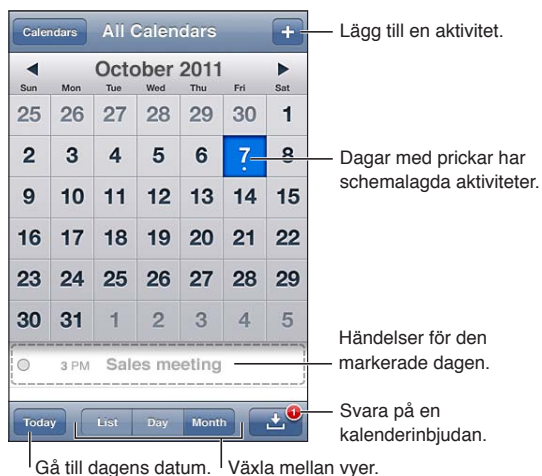 Calendars All Calendars +
Lägg till en aktivitet.
October 2011
Sun Mon Tue Wed Thu Fri Sat
25 26 27 28 29 30 1
2 3 4 5 6 7 8
Dagar med prickar har
schemalagda aktiviteter.
9 10 11 12 13 14 15
16 17 18 19 20 21 22
23 24 25 26 27 28 29
30 31 1 2 3 4 5
Händelser för den
markerade dagen.
3 PM Sales meeting
Today List Day Month 1
Svara på en
kalenderinbjudan.
Gå till dagens datum. Växla mellan vyer.